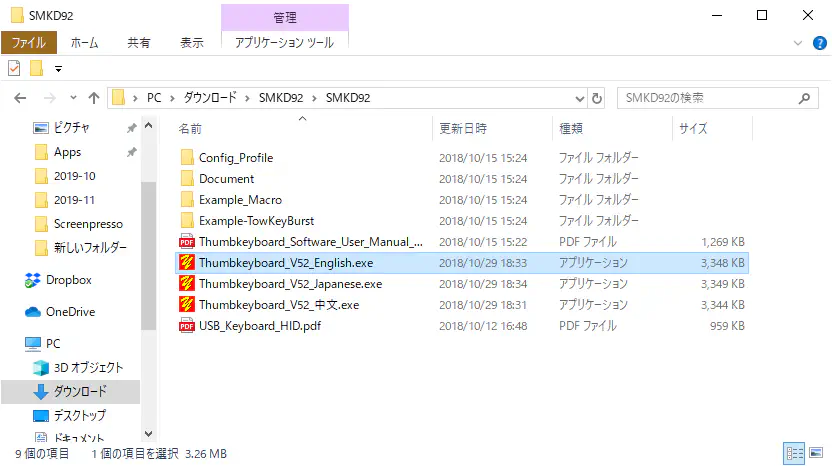 SMKD92
管理
ファイル ホーム 共有 表示 アプリケーション ツール
PC ダウンロード SMKD92 SMKD92 SMKD92の検索
名前 更新日時 種類 サイズ
ピクチャ
Apps
2019-10
2019-11
Screenpresso
新しいフォルダー
Dropbox
OneDrive
PC
3D オブジェクト
ダウンロード
デスクトップ
ドキュメント
Config_Profile 2018/10/15 15:24 ファイル フォルダー
Document 2018/10/15 15:24 ファイル フォルダー
Example_Macro 2018/10/15 15:24 ファイル フォルダー
Example-TowKeyBurst 2018/10/15 15:24 ファイル フォルダー
PDF Thumbkeyboard_Software_User_Manual_... 2018/10/15 15:22 PDF ファイル 1,269 KB
Thumbkeyboard_V52_English.exe 2018/10/29 18:33 アプリケーション 3,348 KB
Thumbkeyboard_V52_Japanese.exe 2018/10/29 18:34 アプリケーション 3,349 KB
Thumbkeyboard_V52_中文.exe 2018/10/29 18:31 アプリケーション 3,344 KB
PDF USB_Keyboard_HID.pdf 2018/10/12 16:48 PDF ファイル 959 KB
9 個の項目 1 個の項目を選択 3.26 MB